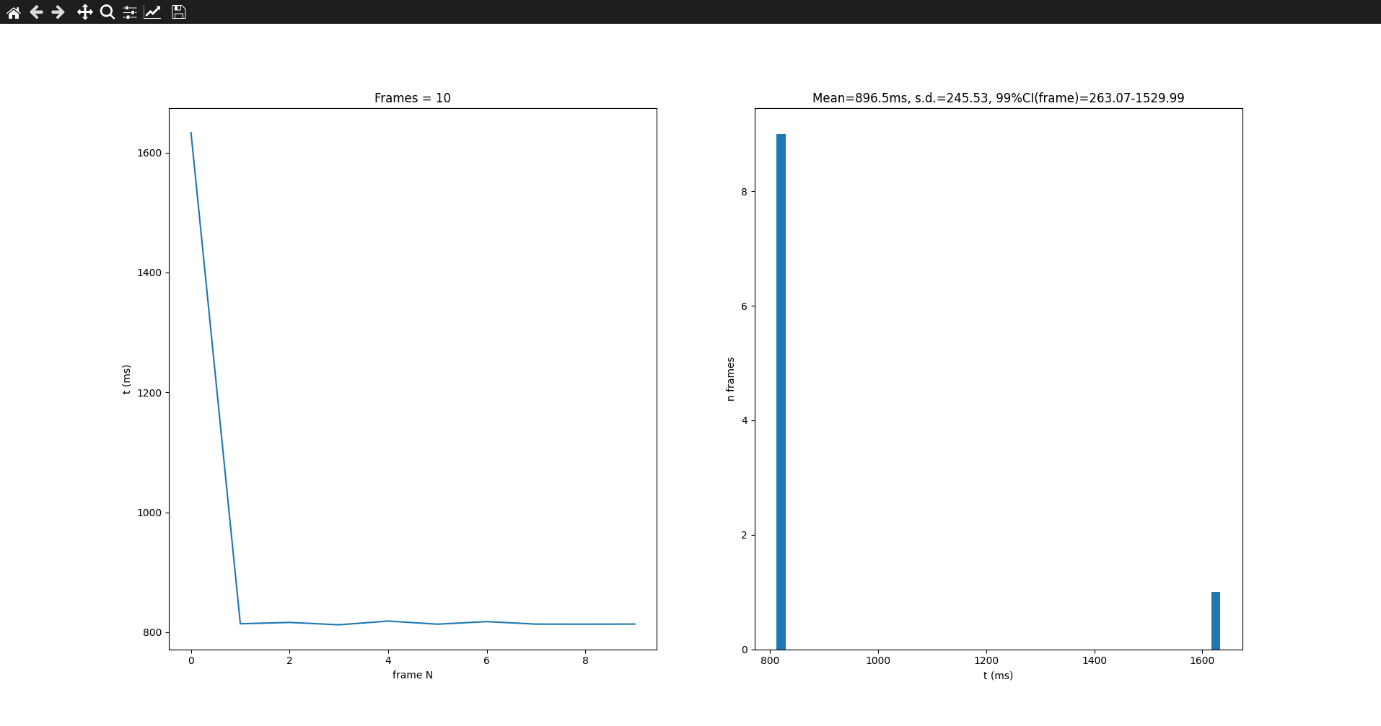 Frames = 10
1600
1400
1200
1000
800
t (ms)
0 2 4 6 8
frame N
Mean=896.5ms, s.d.=245.53, 99%CI(frame)=263.07-1529.99
8
6
4
2
0
n frames
800 1000 1200 1400 1600
t (ms)